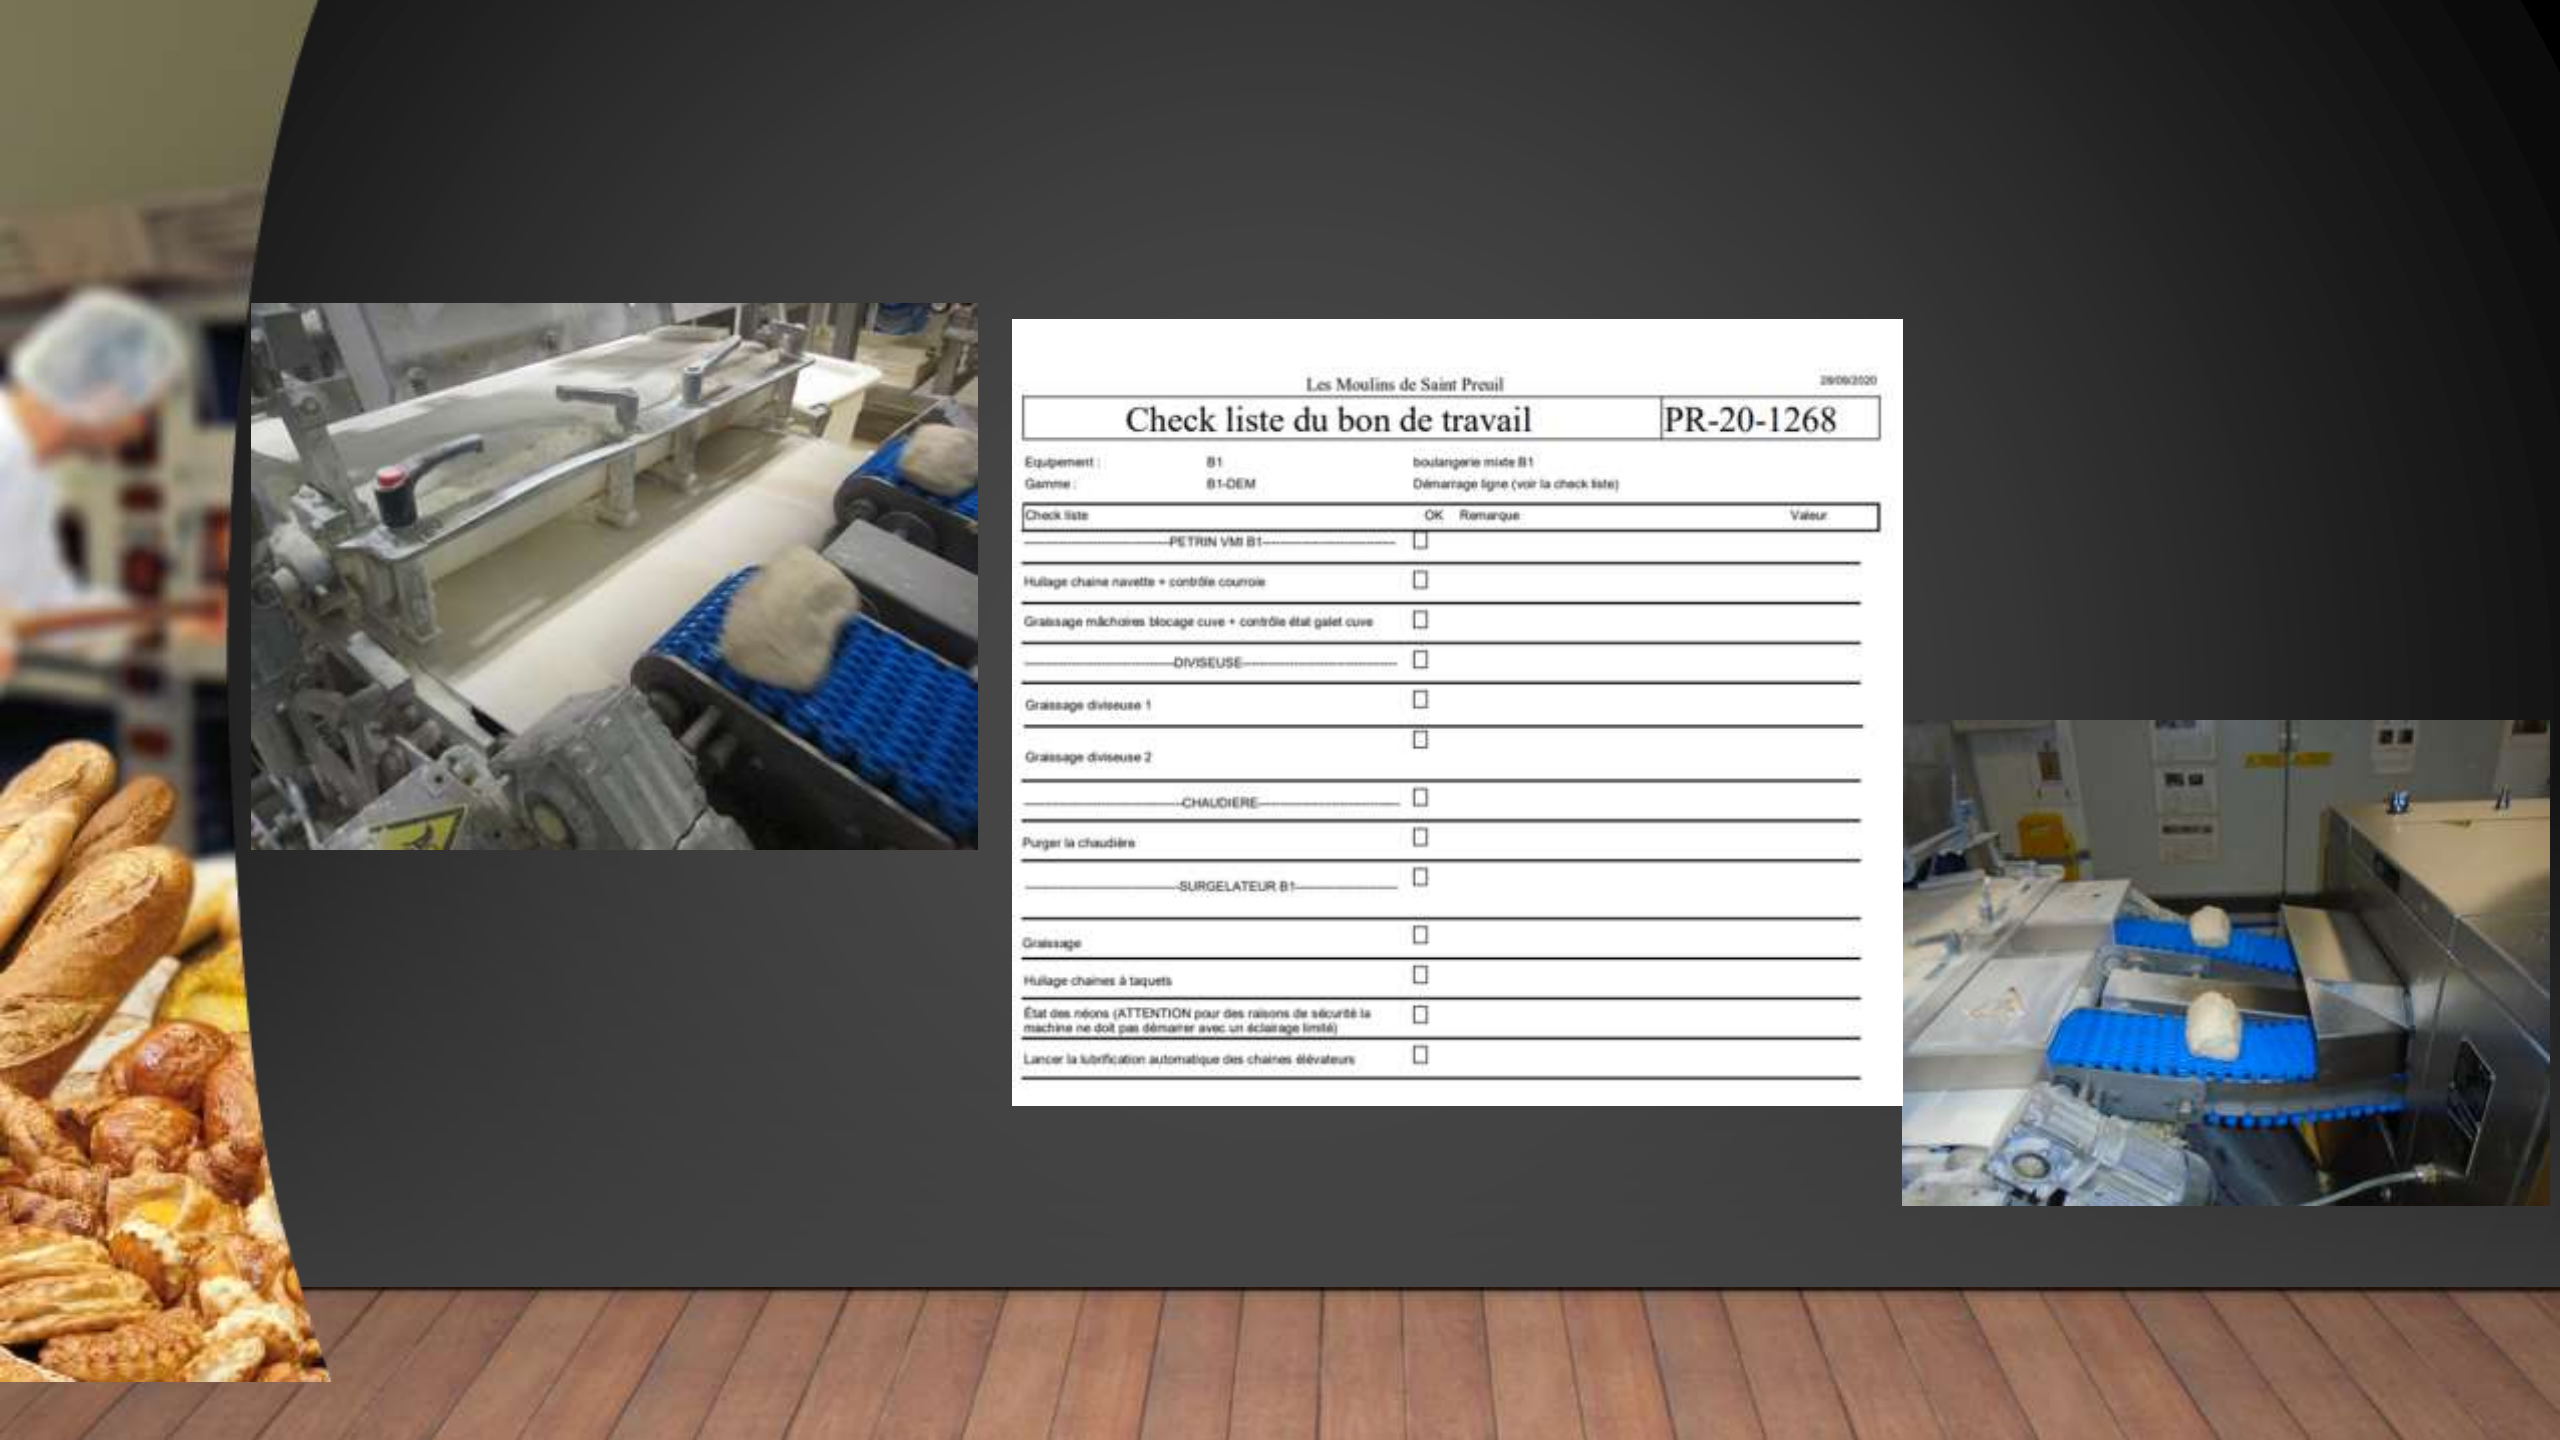 Les Moulins de Saint Preuil
28/09/2020
Check liste du bon de travail PR-20-1268
Equipement : B1 boulangerie mixte B1
Gamme : B1-DEM Démarrage ligne (voir la check liste)
Check liste OK Remarque Valeur
PETRIN VMI B1
Huilage chaine navette + contrôle courroie
Graissage mâchoires blocage cuve + contrôle état galet cuve
DIVISEUSE
Graissage diviseuse 1
Graissage diviseuse 2
CHAUDIERE
Purger la chaudière
SURGELATEUR B1
Graissage
Huilage chaines à taquets
État des néons (ATTENTION pour des raisons de sécurité la
machine ne doit pas démarrer avec un éclairage limité)
Lancer la lubrification automatique des chaines élévateurs